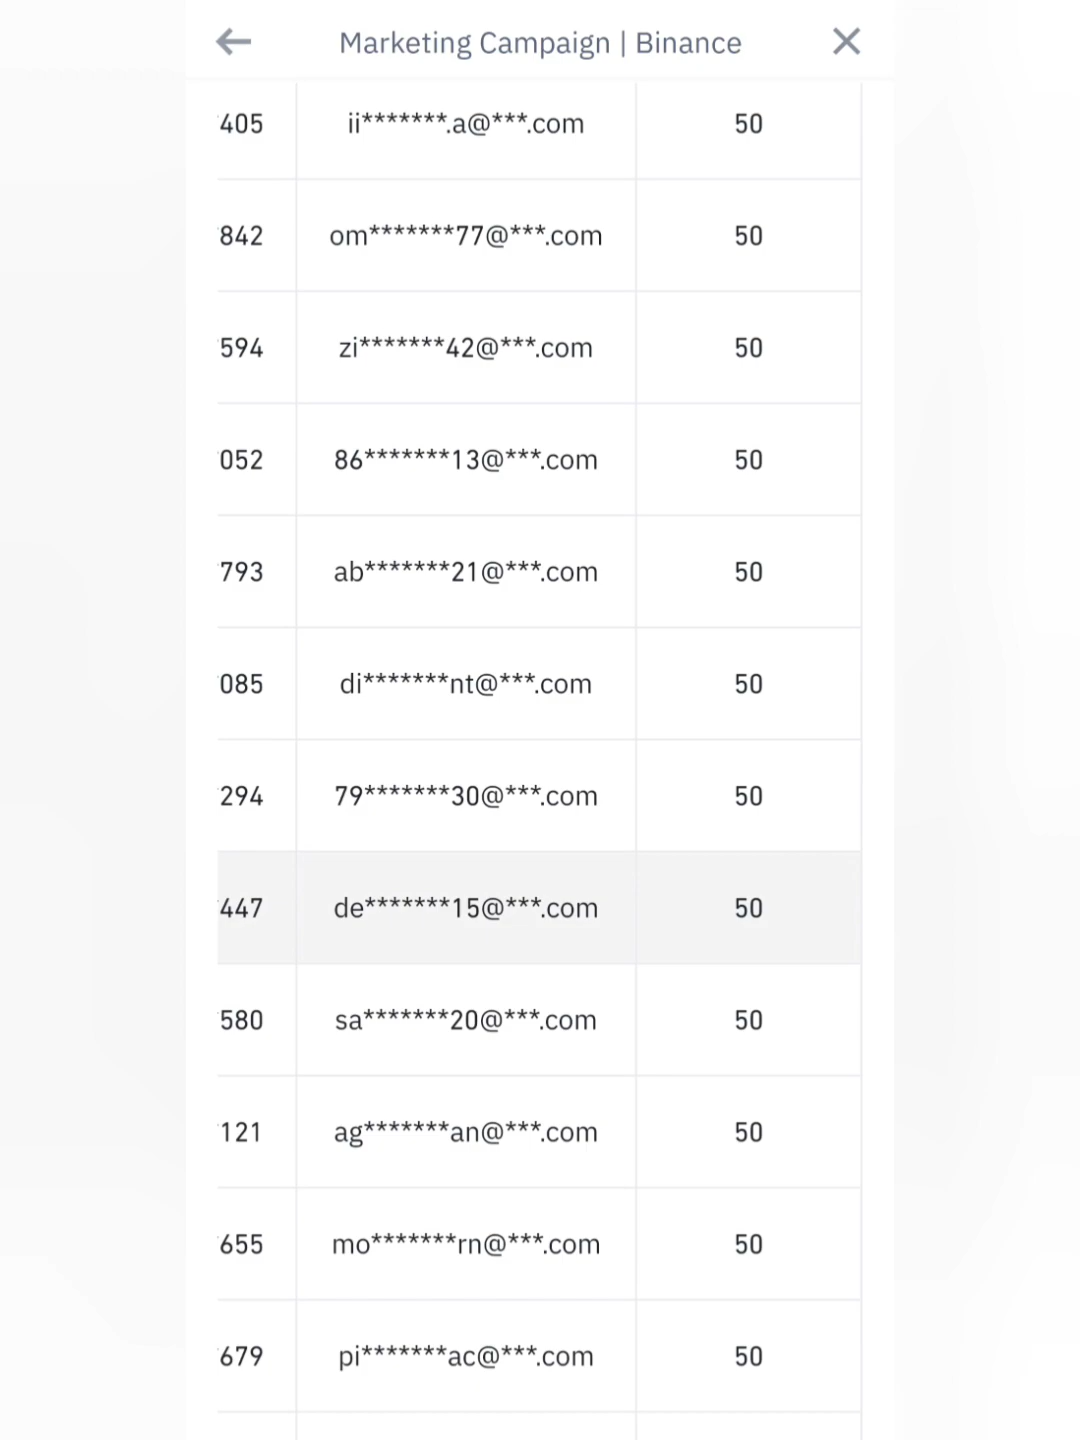 Marketing Campaign | Binance
405 ii*******.a@***.com 50
842 om*******77@***.com 50
594 zi*******42@***.com 50
052 86*******13@***.com 50
793 ab*******21@***.com 50
085 di*******nt@***.com 50
294 79*******30@***.com 50
447 de*******15@***.com 50
580 sa*******20@***.com 50
121 ag*******an@***.com 50
655 mo*******rn@***.com 50
679 pi*******ac@***.com 50